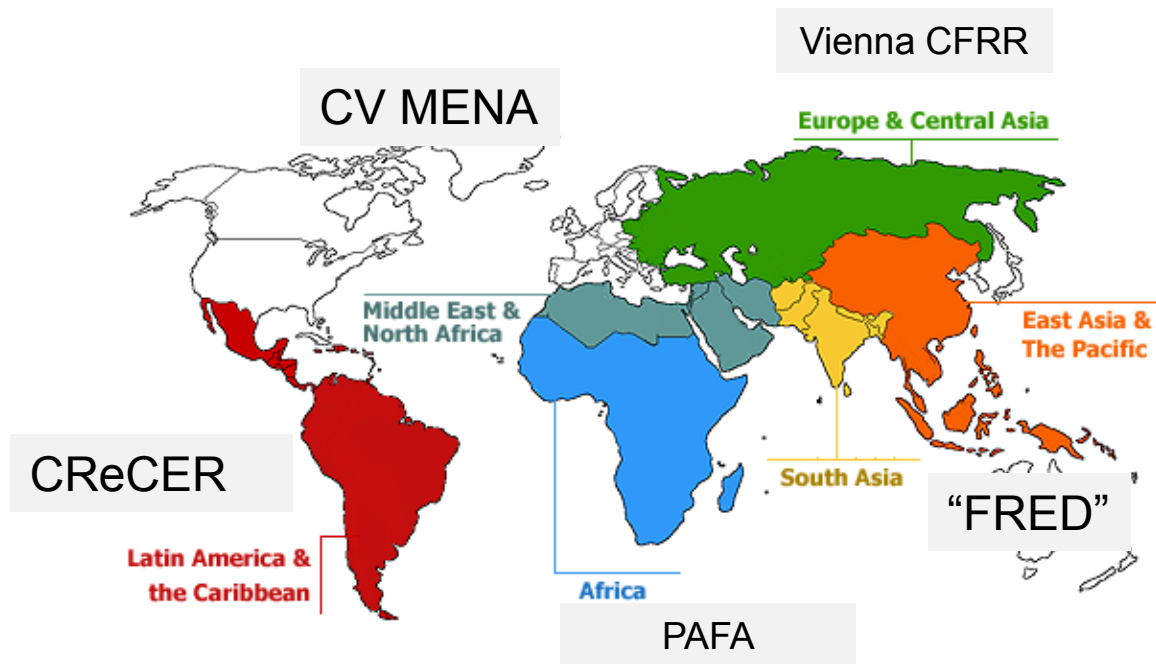 Vienna CFRR
CV MENA
Europe & Central Asia
Middle East &
North Africa
East Asia &
The Pacific
CReCER
South Asia
“FRED”
Latin America &
the Caribbean
Africa
PAFA